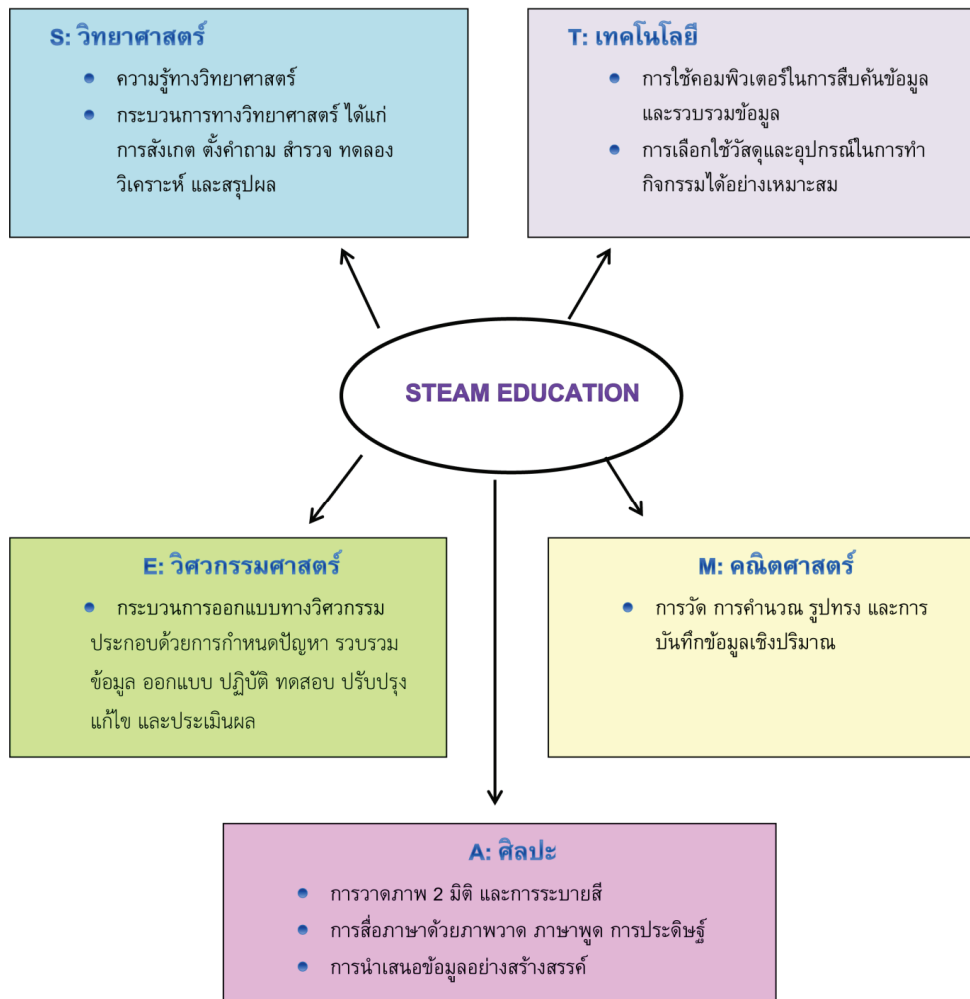 S: วิทยาศาสตร์
• ความรู้ทางวิทยาศาสตร์
• กระบวนการทางวิทยาศาสตร์ ได้แก่
การสังเกต ตั้งคำถาม สำรวจ ทดลอง
วิเคราะห์ และสรุปผล
T: เทคโนโลยี
• การใช้คอมพิวเตอร์ในการสืบค้นข้อมูล
และรวบรวมข้อมูล
• การเลือกใช้วัสดุและอุปกรณ์ในการทำ
กิจกรรมได้อย่างเหมาะสม
STEAM EDUCATION
E: วิศวกรรมศาสตร์
• กระบวนการออกแบบทางวิศวกรรม
ประกอบด้วยการกำหนดปัญหา รวบรวม
ข้อมูล ออกแบบ ปฏิบัติ ทดสอบ ปรับปรุง
แก้ไข และประเมินผล
M: คณิตศาสตร์
• การวัด การคำนวณ รูปทรง และการ
บันทึกข้อมูลเชิงปริมาณ
A: ศิลปะ
• การวาดภาพ 2 มิติ และการระบายสี
• การสื่อภาษาด้วยภาพวาด ภาษาพูด การประดิษฐ์
• การนำเสนอข้อมูลอย่างสร้างสรรค์